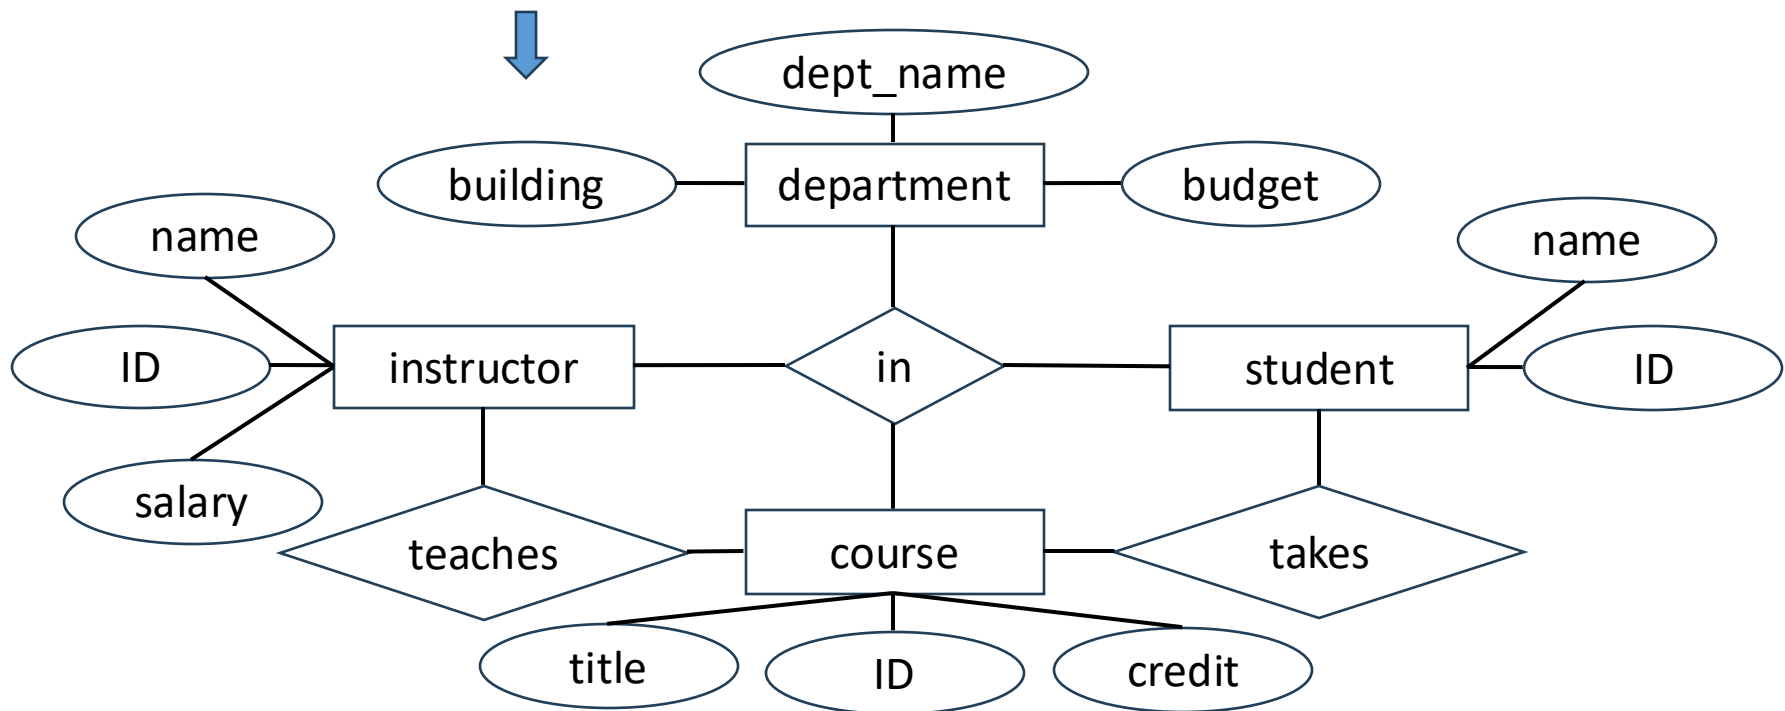 dept_name
building
department
budget
name
name
ID
instructor
in
student
ID
salary
teaches
course
takes
title
ID
credit